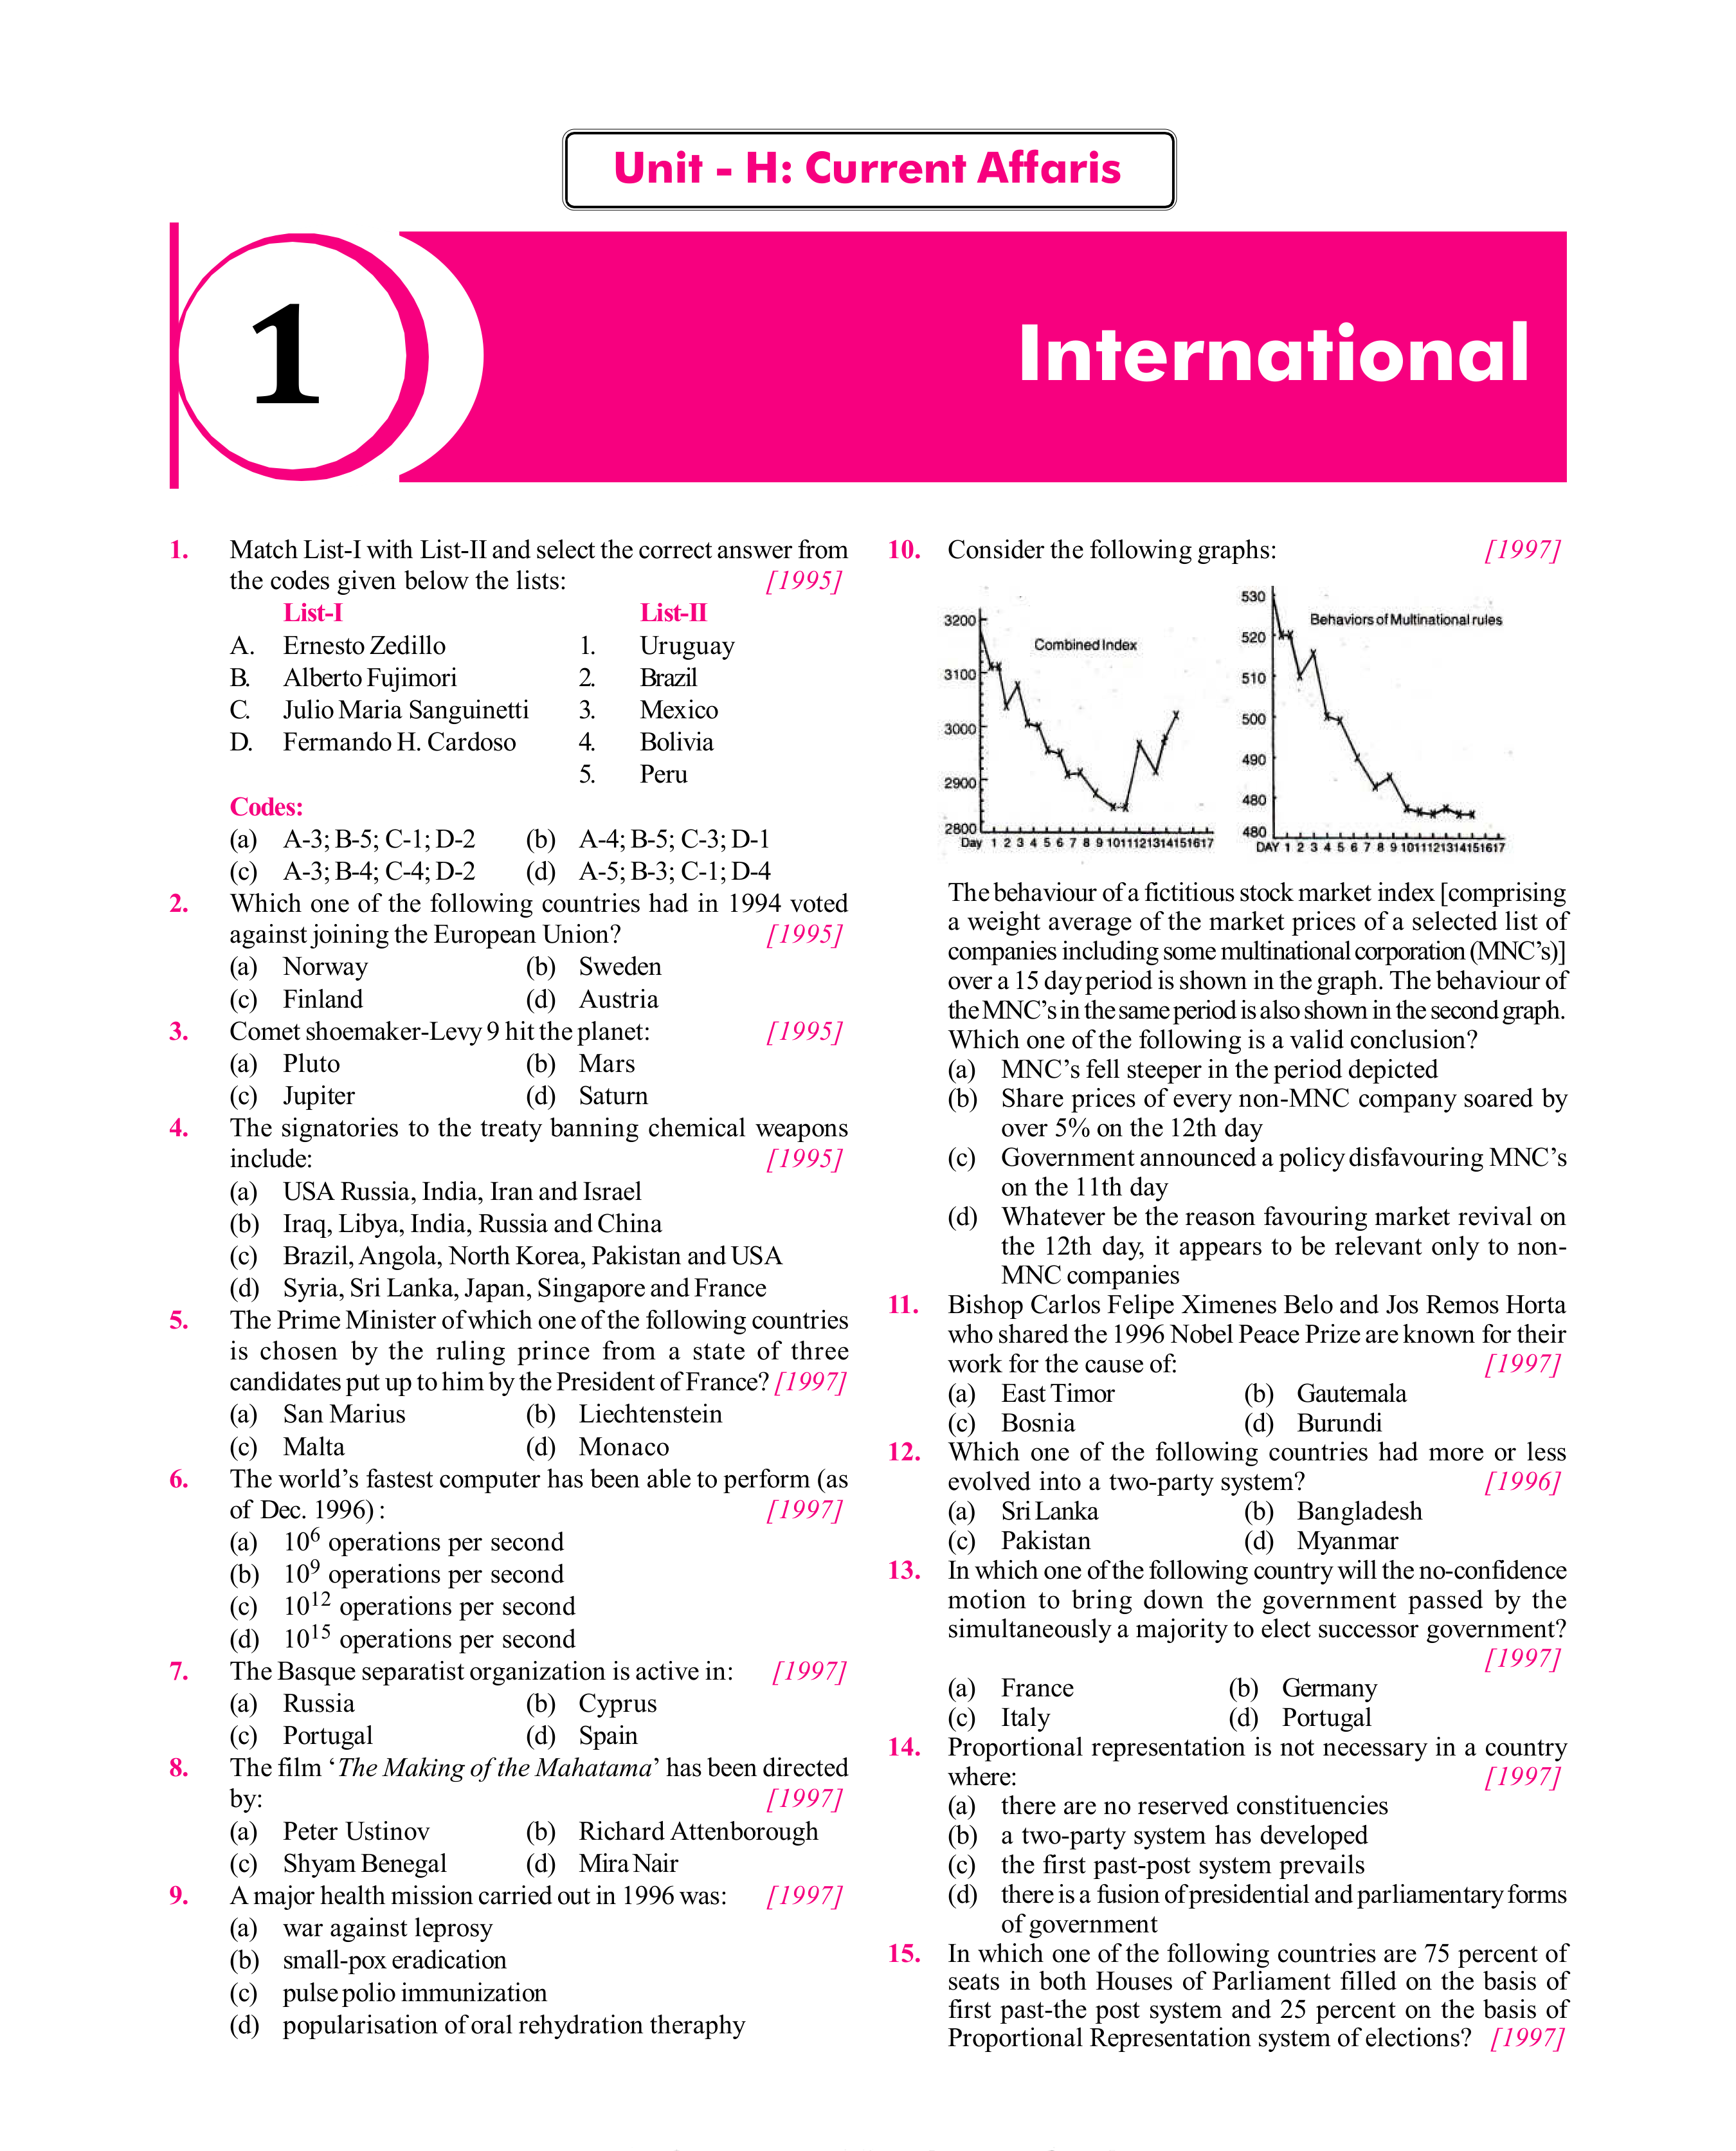 Unit - H: Current Affaris
1
International
1. Match List-I with List-II and select the correct answer from
the codes given below the lists: [1995]
List-I List-II
A. Ernesto Zedillo 1. Uruguay
B. Alberto Fujimori 2. Brazil
C. Julio Maria Sanguinetti 3. Mexico
D. Fermando H. Cardoso 4. Bolivia
5. Peru
Codes:
(a) A-3; B-5; C-1; D-2 (b) A-4; B-5; C-3; D-1
(c) A-3; B-4; C-4; D-2 (d) A-5; B-3; C-1; D-4
2. Which one of the following countries had in 1994 voted
against joining the European Union? [1995]
(a) Norway (b) Sweden
(c) Finland (d) Austria
3. Comet shoemaker-Levy 9 hit the planet: [1995]
(a) Pluto (b) Mars
(c) Jupiter (d) Saturn
4. The signatories to the treaty banning chemical weapons
include: [1995]
(a) USA Russia, India, Iran and Israel
(b) Iraq, Libya, India, Russia and China
(c) Brazil, Angola, North Korea, Pakistan and USA
(d) Syria, Sri Lanka, Japan, Singapore and France
5. The Prime Minister of which one of the following countries
is chosen by the ruling prince from a state of three
candidates put up to him by the President of France? [1997]
(a) San Marius (b) Liechtenstein
(c) Malta (d) Monaco
6. The world's fastest computer has been able to perform (as
of Dec. 1996) : [1997]
(a) 10⁶ operations per second
(b) 10⁹ operations per second
(c) 10¹² operations per second
(d) 10¹⁵ operations per second
7. The Basque separatist organization is active in: [1997]
(a) Russia (b) Cyprus
(c) Portugal (d) Spain
8. The film 'The Making of the Mahatama' has been directed
by: [1997]
(a) Peter Ustinov (b) Richard Attenborough
(c) Shyam Benegal (d) Mira Nair
9. A major health mission carried out in 1996 was: [1997]
(a) war against leprosy
(b) small-pox eradication
(c) pulse polio immunization
(d) popularisation of oral rehydration theraphy
10. Consider the following graphs: [1997]
Combined Index
3200
3100
3000
2900
2800
Day 1 2 3 4 5 6 7 8 9 1011121314151617
Behaviors of Multinational rules
530
520
510
500
490
480
480
DAY 1 2 3 4 5 6 7 8 9 1011121314151617
The behaviour of a fictitious stock market index [comprising
a weight average of the market prices of a selected list of
companies including some multinational corporation (MNC's)]
over a 15 day period is shown in the graph. The behaviour of
the MNC's in the same period is also shown in the second graph.
Which one of the following is a valid conclusion?
(a) MNC's fell steeper in the period depicted
(b) Share prices of every non-MNC company soared by
over 5% on the 12th day
(c) Government announced a policy disfavouring MNC's
on the 11th day
(d) Whatever be the reason favouring market revival on
the 12th day, it appears to be relevant only to non-
MNC companies
11. Bishop Carlos Felipe Ximenes Belo and Jos Remos Horta
who shared the 1996 Nobel Peace Prize are known for their
work for the cause of: [1997]
(a) East Timor (b) Gautemala
(c) Bosnia (d) Burundi
12. Which one of the following countries had more or less
evolved into a two-party system? [1996]
(a) Sri Lanka (b) Bangladesh
(c) Pakistan (d) Myanmar
13. In which one of the following country will the no-confidence
motion to bring down the government passed by the
simultaneously a majority to elect successor government?
[1997]
(a) France (b) Germany
(c) Italy (d) Portugal
14. Proportional representation is not necessary in a country
where: [1997]
(a) there are no reserved constituencies
(b) a two-party system has developed
(c) the first past-post system prevails
(d) there is a fusion of presidential and parliamentary forms
of government
15. In which one of the following countries are 75 percent of
seats in both Houses of Parliament filled on the basis of
first past-the post system and 25 percent on the basis of
Proportional Representation system of elections? [1997]